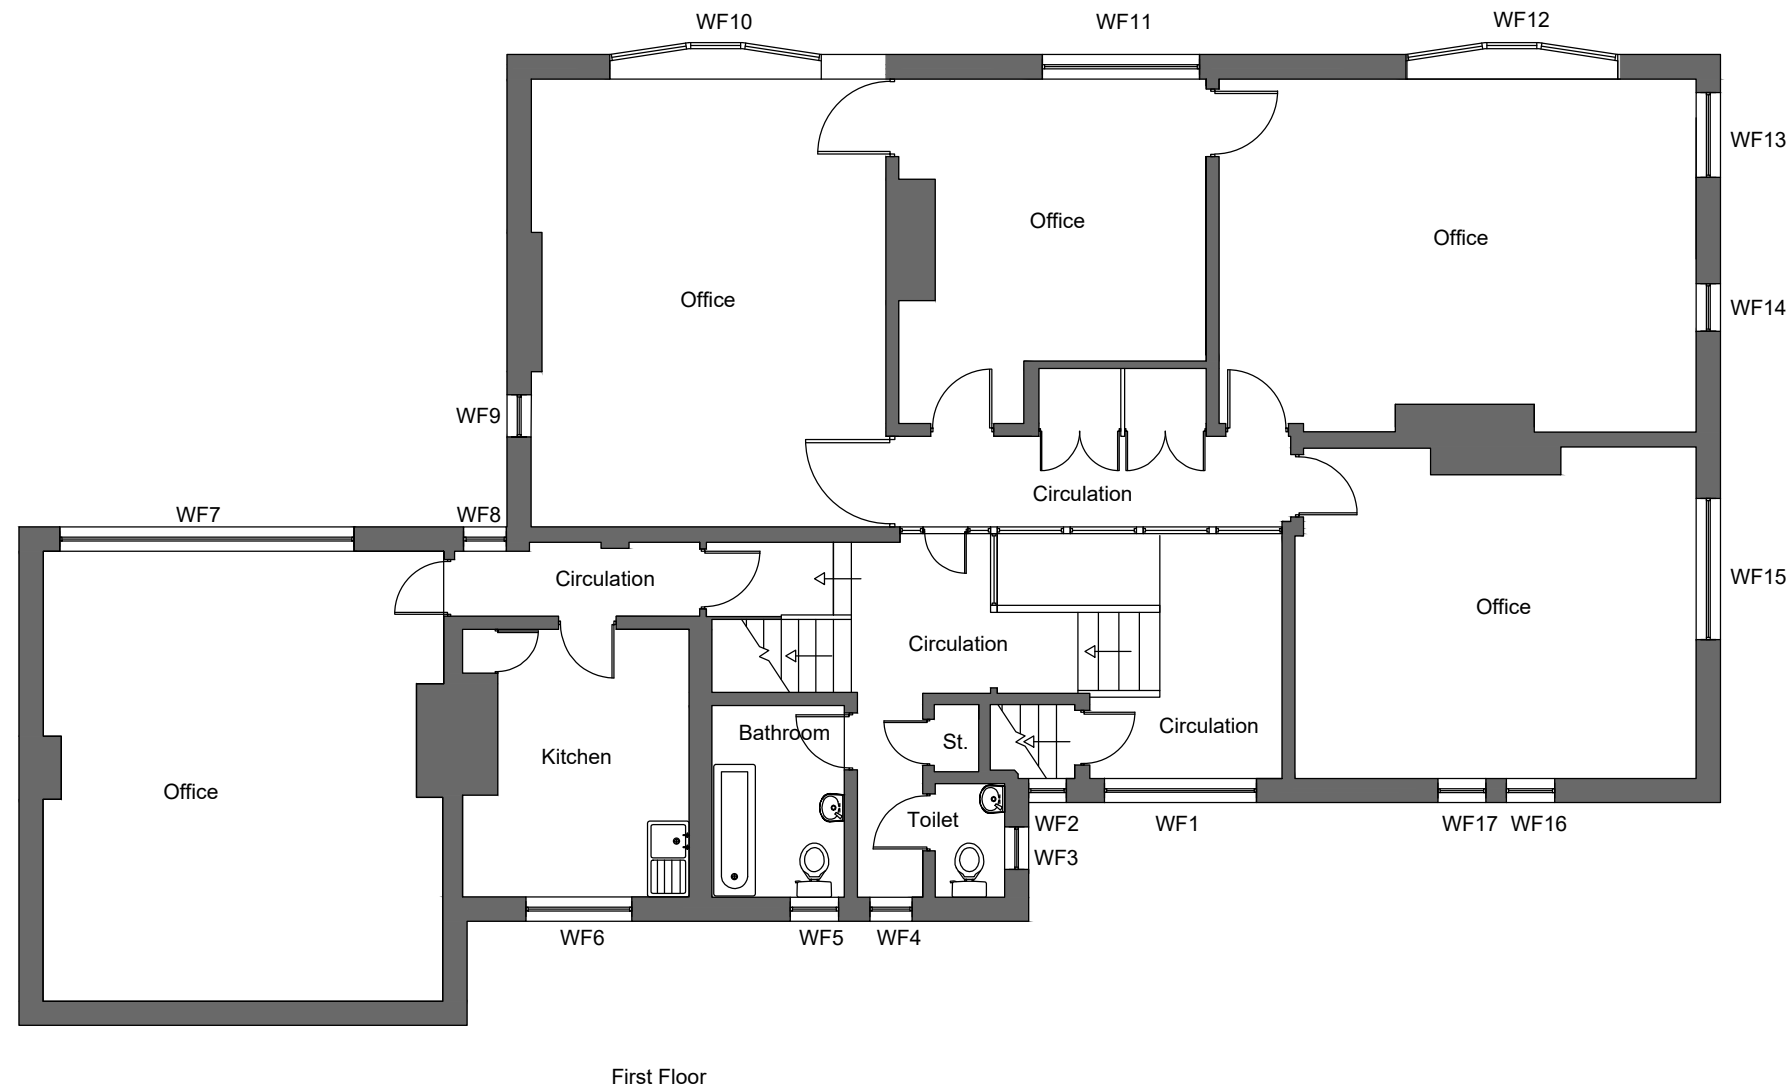 WF10
WF11
WF12
WF13
Office
Office
Office
WF14
WF9
Circulation
WF7
WF8
Circulation
WF15
Office
Circulation
Circulation
Bathroom
St.
Kitchen
Office
Toilet
WF2
WF1
WF17
WF16
WF3
WF6
WF5
WF4
First Floor